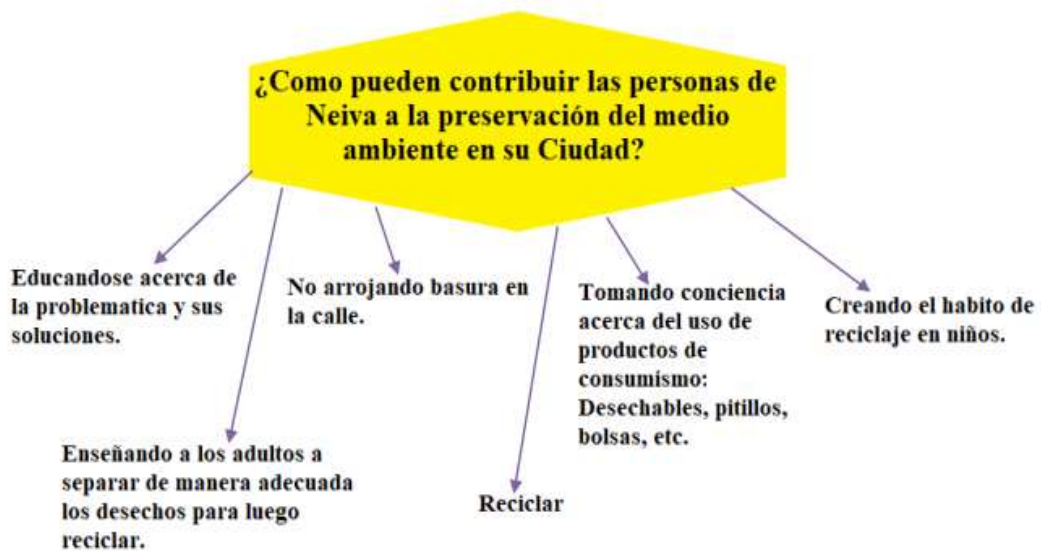 ¿Como pueden contribuir las personas de
Neiva a la preservación del medio
ambiente en su Ciudad?
Educandose acerca de
la problematica y sus
soluciones.
Enseñando a los adultos a
separar de manera adecuada
los desechos para luego
reciclar.
No arrojando basura en
la calle.
Reciclar
Tomando conciencia
acerca del uso de
productos de
consumismo:
Desechables, pitillos,
bolsas, etc.
Creando el habito de
reciclaje en niños.